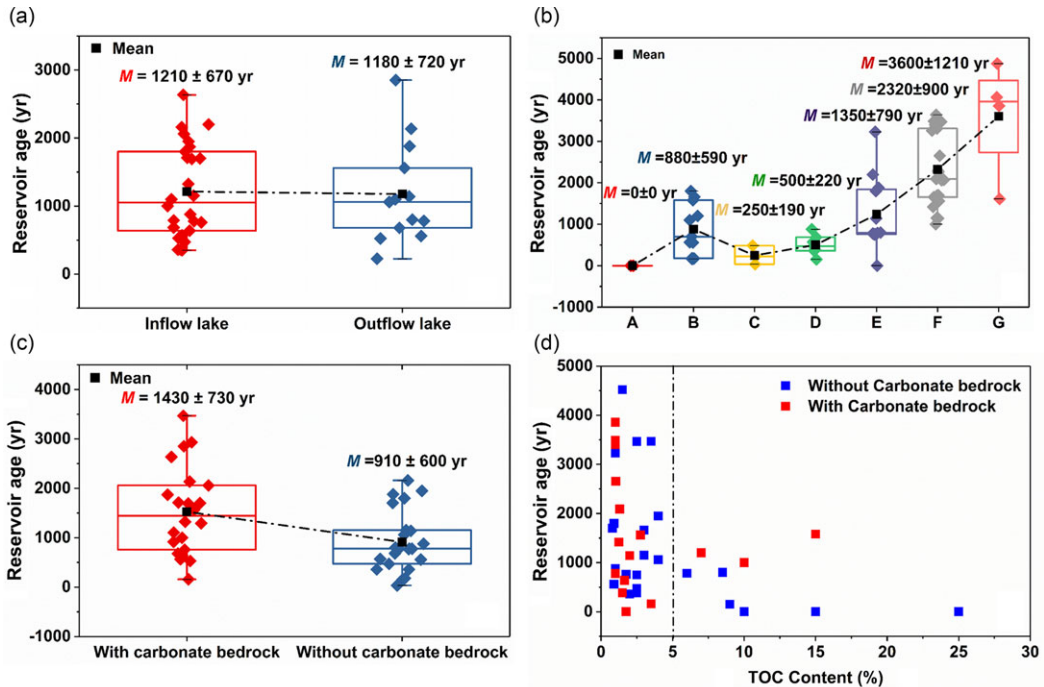 (a)
Reservoir age (yr)
3000
2000
1000
0
Mean
M = 1210 ± 670 yr
M = 1180 ± 720 yr
Inflow lake
Outflow lake
(b)
Reservoir age (yr)
5000
4000
3000
2000
1000
0
-1000
Mean
M =3600±1210 yr
M =2320±900 yr
M =1350±790 yr
M =880±590 yr
M =500±220 yr
M =0±0 yr
M =250±190 yr
A B C D E F G
(c)
Reservoir age (yr)
4000
3000
2000
1000
0
-1000
Mean
M = 1430 ± 730 yr
M =910 ± 600 yr
With carbonate bedrock
Without carbonate bedrock
(d)
Reservoir age (yr)
5000
4000
3000
2000
1000
0
Without Carbonate bedrock
With Carbonate bedrock
0 5 10 15 20 25 30
TOC Content (%)